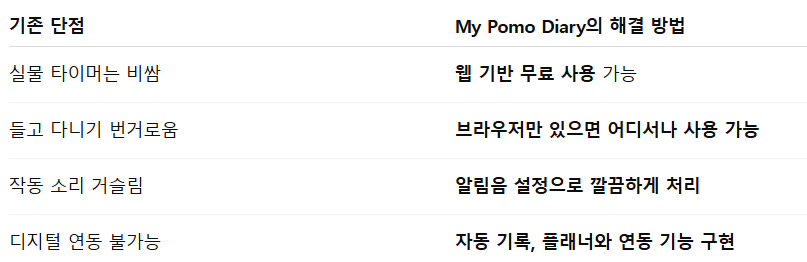 기존 단점 My Pomo Diary의 해결 방법
실물 타이머는 비쌈 웹 기반 무료 사용 가능
들고 다니기 번거로움 브라우저만 있으면 어디서나 사용 가능
작동 소리 거슬림 알림음 설정으로 깔끔하게 처리
디지털 연동 불가능 자동 기록, 플래너와 연동 기능 구현